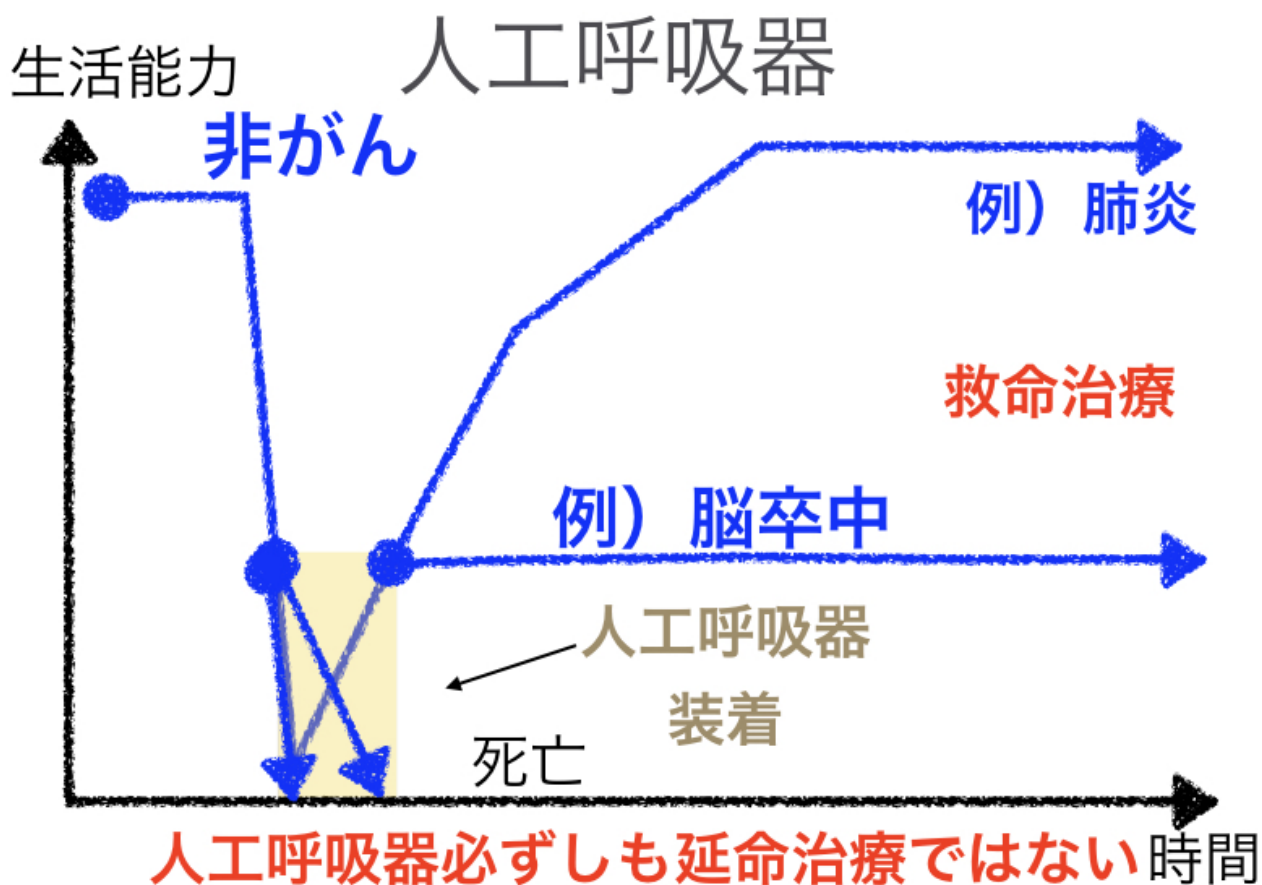 人工呼吸器
生活能力
非がん
例）肺炎
救命治療
例）脳卒中
人工呼吸器
装着
死亡
人工呼吸器必ずしも延命治療ではない
時間